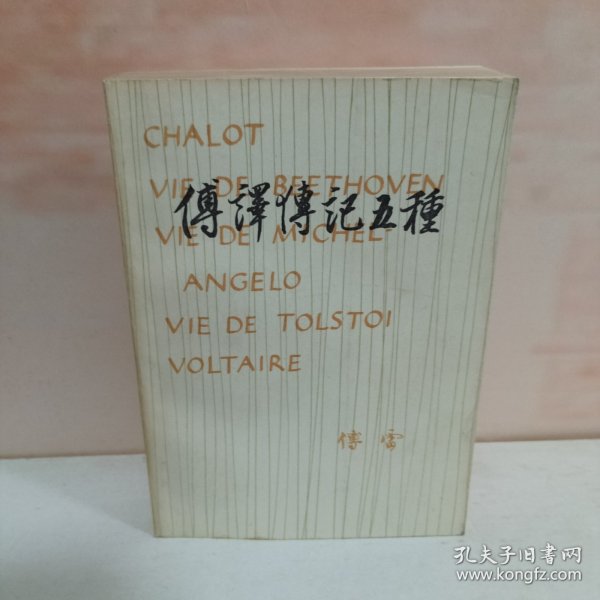 CHALOT
VIE DE BEETHOVEN
傅譯傳記五種
VIE DE MICHEL-
ANGELO
VIE DE TOLSTOI
VOLTAIRE
傅雷
孔夫子旧书网
www.kongfz.com